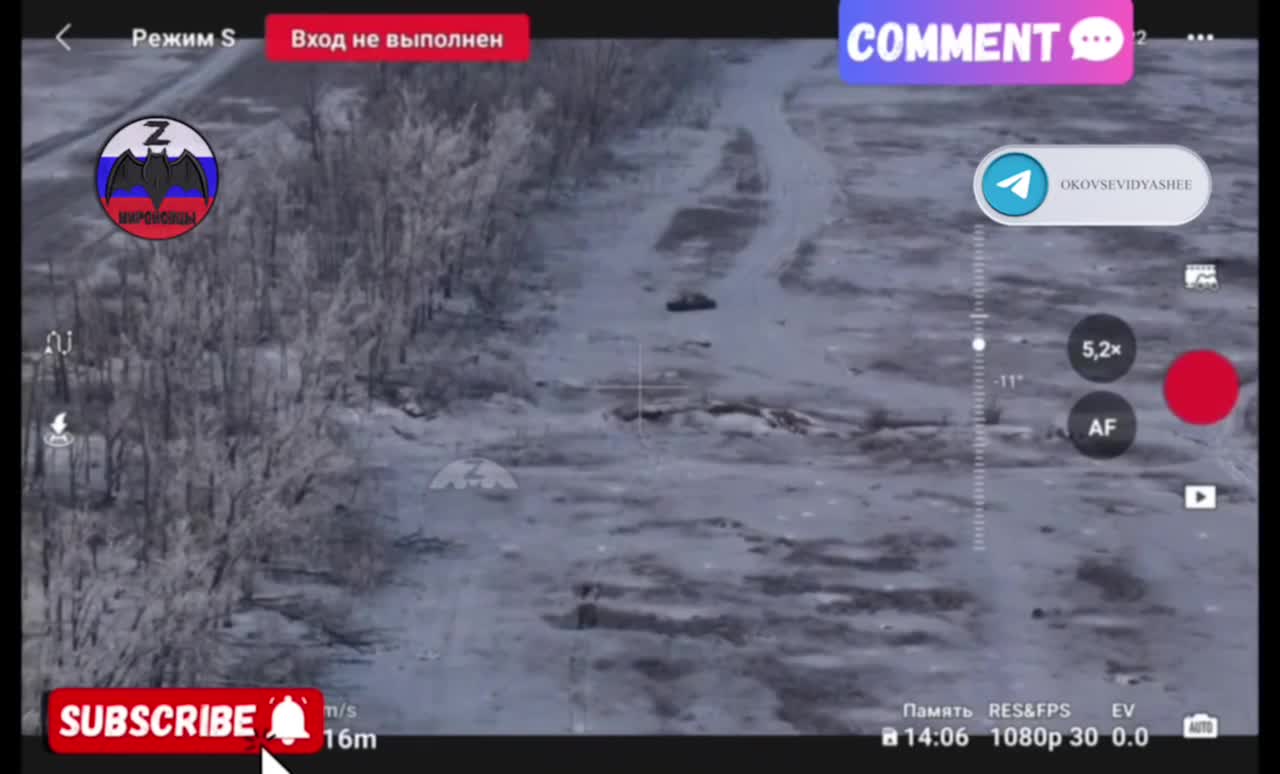 Режим S
Вход не выполнен
COMMENT
Z
МИРОНОВЦЫ
OKOVSEVIDYASHEE
5,2×
-11°
AF
Z
SUBSCRIBE
m/s
16m
Память RES&FPS EV
14:06 1080p 30 0.0
AUTO